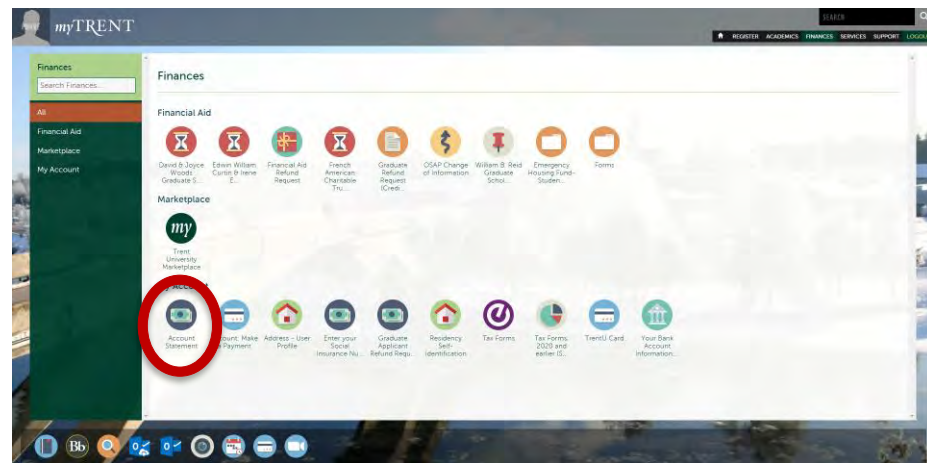 myTRENT
SEARCH
REGISTER ACADEMICS FINANCES SERVICES SUPPORT LOGOU
Finances
Search Finances...
All
Financial Aid
Marketplace
My Account
Finances
Financial Aid
David & Joyce Woods Graduate S...
Edwin William Curtin & Irene E...
Financial Aid Refund Request
French American Charitable Tru...
Graduate Refund Request (Credi...
OSAP Change of Information
William B. Reid Graduate Schol...
Emergency Housing Fund- Studen...
Forms
Marketplace
my
Trent University Marketplace
Account Statement
Make Payment
Address - User Profile
Enter your Social Insurance Nu...
Graduate Applicant Refund Requ...
Residency Self-Identification
Tax Forms
Tax Forms 2020 and earlier (S...
TrentU Card
Your Bank Account Information...
Bb